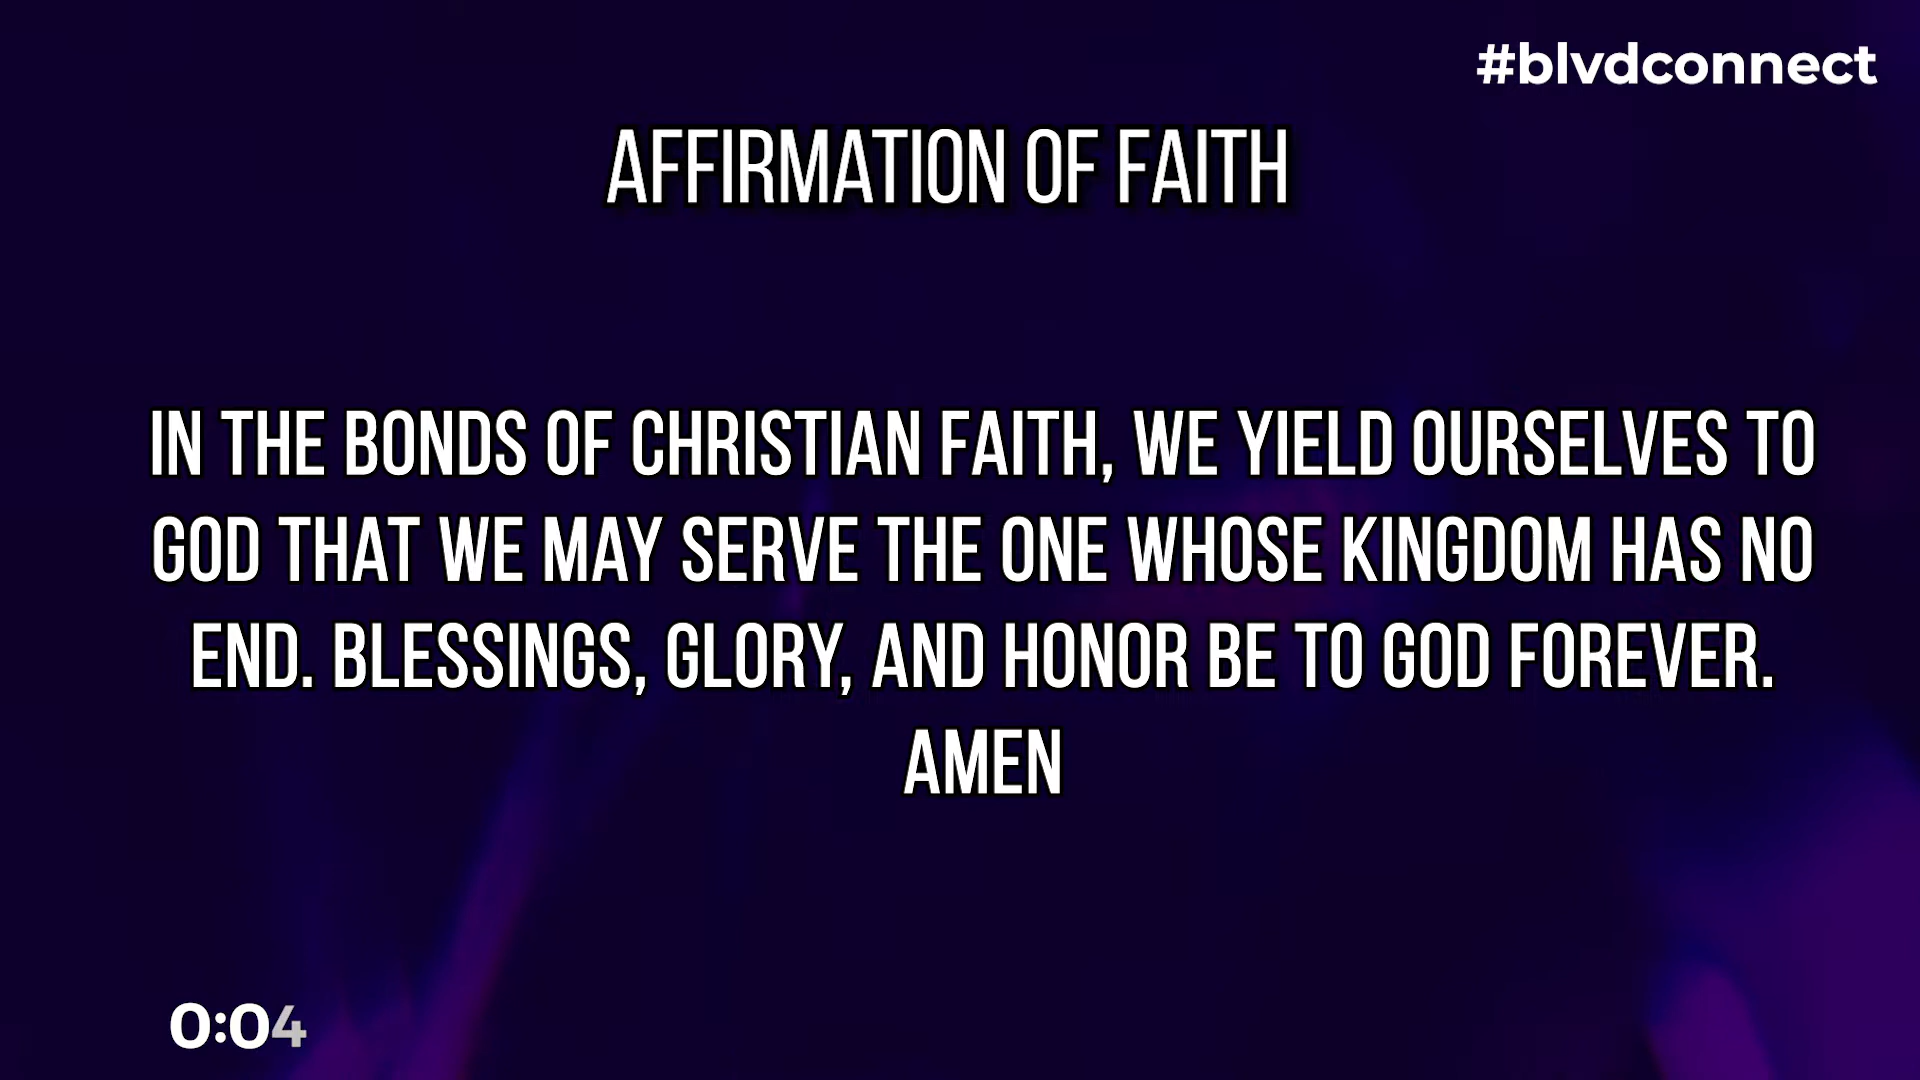 #blvdconnect
AFFIRMATION OF FAITH
IN THE BONDS OF CHRISTIAN FAITH, WE YIELD OURSELVES TO
GOD THAT WE MAY SERVE THE ONE WHOSE KINGDOM HAS NO
END. BLESSINGS, GLORY, AND HONOR BE TO GOD FOREVER.
AMEN
0:04